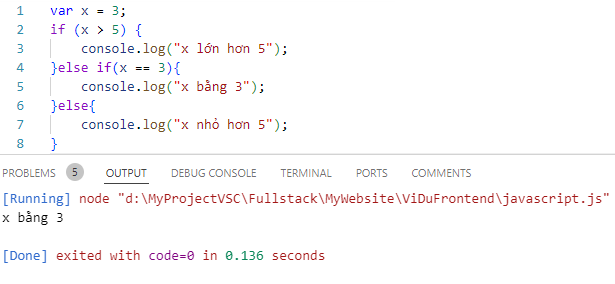 1 var x = 3;
2 if (x > 5) {
3 console.log("x lớn hơn 5");
4 }else if(x == 3){
5 console.log("x bằng 3");
6 }else{
7 console.log("x nhỏ hơn 5");
8 }
PROBLEMS 5 OUTPUT DEBUG CONSOLE TERMINAL PORTS COMMENTS
[Running] node "d:\MyProjectVSC\Fullstack\MyWebsite\ViDuFrontend\javascript.js"
x bằng 3
[Done] exited with code=0 in 0.136 seconds